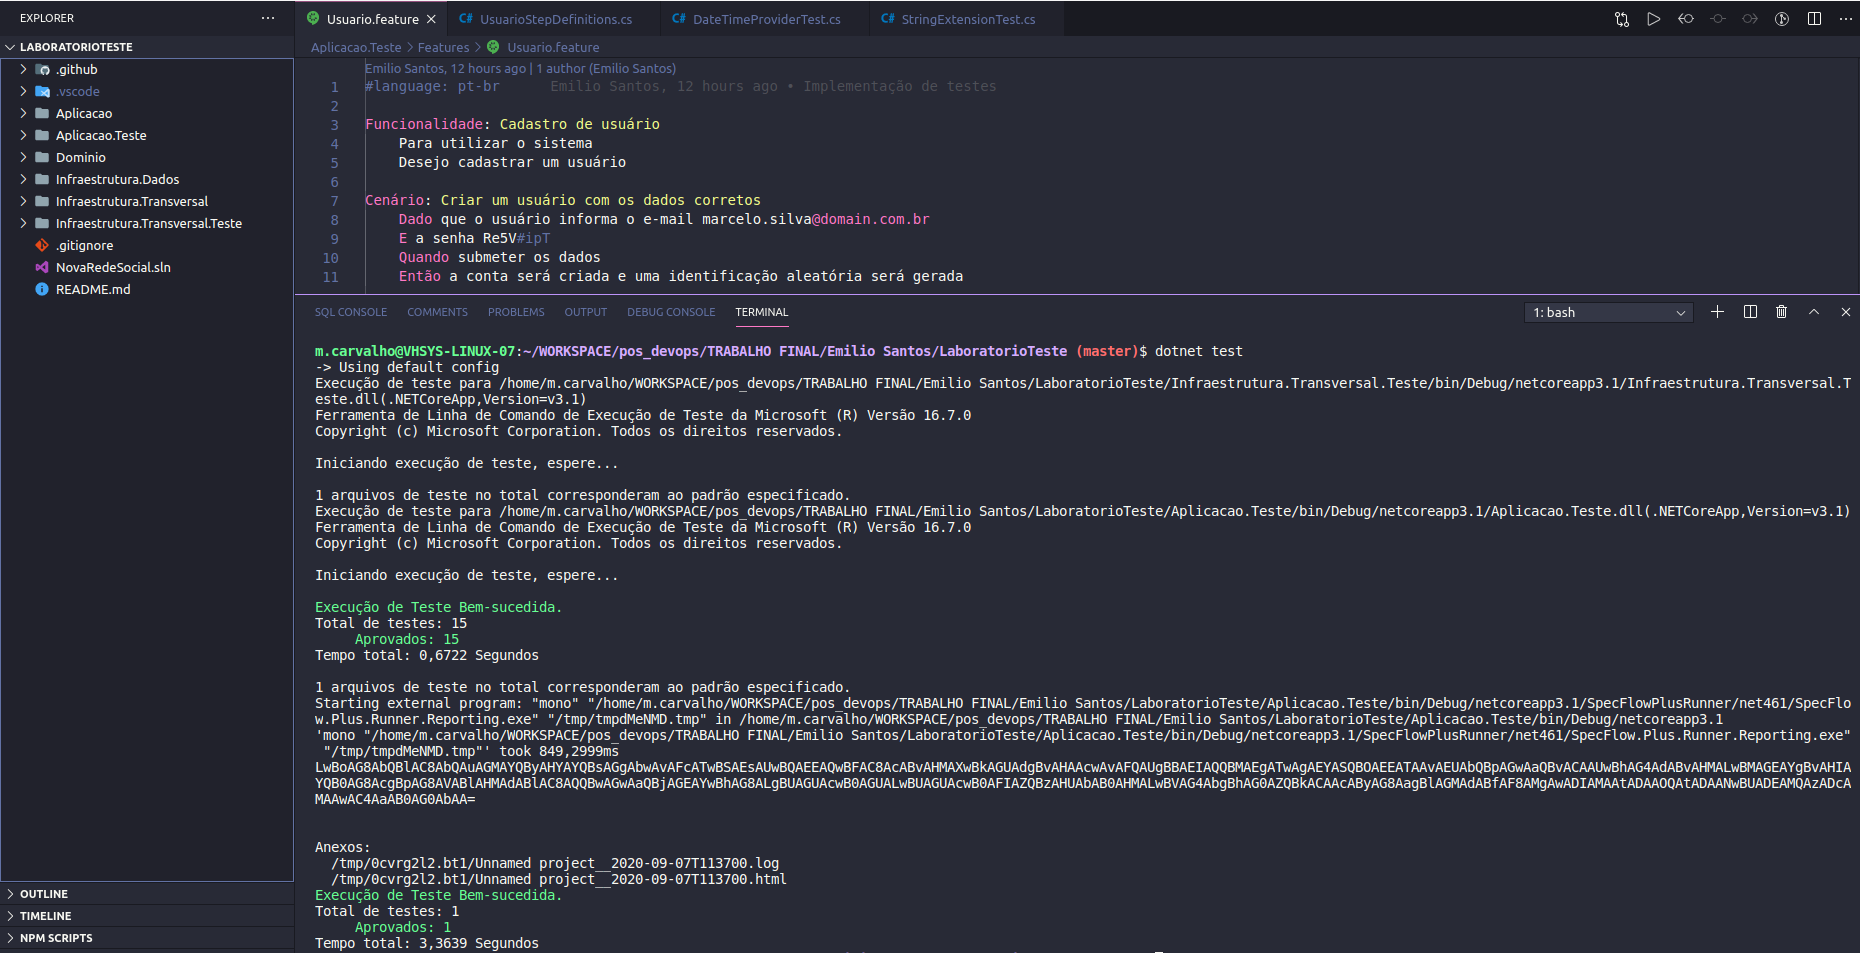 EXPLORER
LABORATORIOTESTE
.github
.vscode
Aplicacao
Aplicacao.Teste
Dominio
Infraestrutura.Dados
Infraestrutura.Transversal
Infraestrutura.Transversal.Teste
.gitignore
NovaRedeSocial.sln
README.md
OUTLINE
TIMELINE
NPM SCRIPTS
Usuario.feature
C# UsuarioStepDefinitions.cs
C# DateTimeProviderTest.cs
C# StringExtensionTest.cs
Aplicacao.Teste > Features > Usuario.feature
Emilio Santos, 12 hours ago | 1 author (Emilio Santos)
1 #language: pt-br Emilio Santos, 12 hours ago • Implementação de testes
2
3 Funcionalidade: Cadastro de usuário
4 Para utilizar o sistema
5 Desejo cadastrar um usuário
6
7 Cenário: Criar um usuário com os dados corretos
8 Dado que o usuário informa o e-mail marcelo.silva@domain.com.br
9 E a senha Re5V#ipT
10 Quando submeter os dados
11 Então a conta será criada e uma identificação aleatória será gerada
SQL CONSOLE COMMENTS PROBLEMS OUTPUT DEBUG CONSOLE TERMINAL
1: bash
m.carvalho@VHSYS-LINUX-07:~/WORKSPACE/pos_devops/TRABALHO FINAL/Emilio Santos/LaboratorioTeste (master)$ dotnet test
-> Using default config
Execução de teste para /home/m.carvalho/WORKSPACE/pos_devops/TRABALHO FINAL/Emilio Santos/LaboratorioTeste/Infraestrutura.Transversal.Teste/bin/Debug/netcoreapp3.1/Infraestrutura.Transversal.T
este.dll(.NETCoreApp,Version=v3.1)
Ferramenta de Linha de Comando de Execução de Teste da Microsoft (R) Versão 16.7.0
Copyright (c) Microsoft Corporation. Todos os direitos reservados.
Iniciando execução de teste, espere...
1 arquivos de teste no total corresponderam ao padrão especificado.
Execução de teste para /home/m.carvalho/WORKSPACE/pos_devops/TRABALHO FINAL/Emilio Santos/LaboratorioTeste/Aplicacao.Teste/bin/Debug/netcoreapp3.1/Aplicacao.Teste.dll(.NETCoreApp,Version=v3.1)
Ferramenta de Linha de Comando de Execução de Teste da Microsoft (R) Versão 16.7.0
Copyright (c) Microsoft Corporation. Todos os direitos reservados.
Iniciando execução de teste, espere...
Execução de Teste Bem-sucedida.
Total de testes: 15
Aprovados: 15
Tempo total: 0,6722 Segundos
1 arquivos de teste no total corresponderam ao padrão especificado.
Starting external program: "mono" "/home/m.carvalho/WORKSPACE/pos_devops/TRABALHO FINAL/Emilio Santos/LaboratorioTeste/Aplicacao.Teste/bin/Debug/netcoreapp3.1/SpecFlowPlusRunner/net461/SpecFlo
w.Plus.Runner.Reporting.exe" "/tmp/tmpdMeNMD.tmp" in /home/m.carvalho/WORKSPACE/pos_devops/TRABALHO FINAL/Emilio Santos/LaboratorioTeste/Aplicacao.Teste/bin/Debug/netcoreapp3.1
'mono "/home/m.carvalho/WORKSPACE/pos_devops/TRABALHO FINAL/Emilio Santos/LaboratorioTeste/Aplicacao.Teste/bin/Debug/netcoreapp3.1/SpecFlowPlusRunner/net461/SpecFlow.Plus.Runner.Reporting.exe"
"/tmp/tmpdMeNMD.tmp"' took 849,2999ms
Anexos:
/tmp/0cvrg2l2.bt1/Unnamed project__2020-09-07T113700.log
/tmp/0cvrg2l2.bt1/Unnamed project__2020-09-07T113700.html
Execução de Teste Bem-sucedida.
Total de testes: 1
Aprovados: 1
Tempo total: 3,3639 Segundos